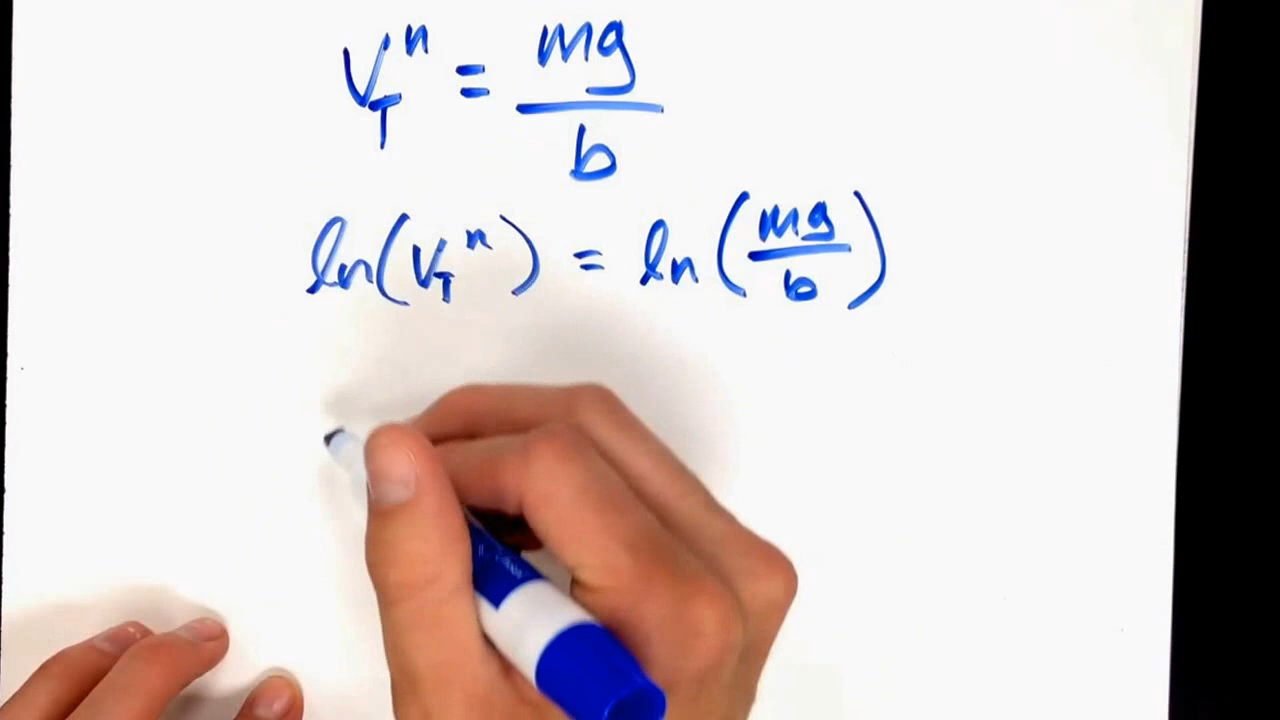 V_T^n = mg/b
ln(V_T^n) = ln(mg/b)